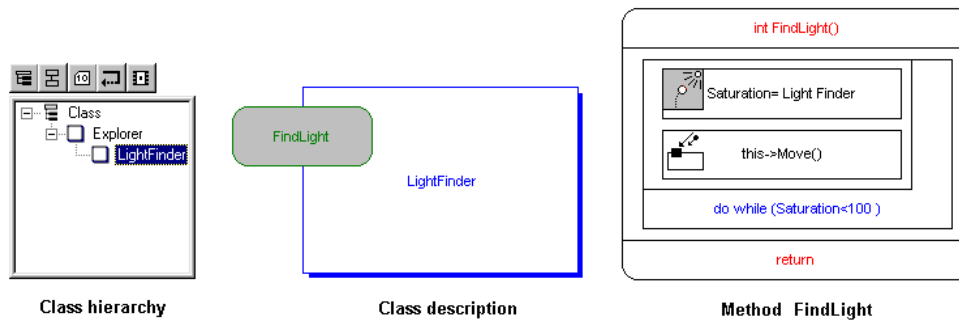 10
Class
Explorer
LightFinder
Class hierarchy
FindLight
LightFinder
Class description
int FindLight()
Saturation= Light Finder
this->Move()
do while (Saturation<100 )
return
Method FindLight